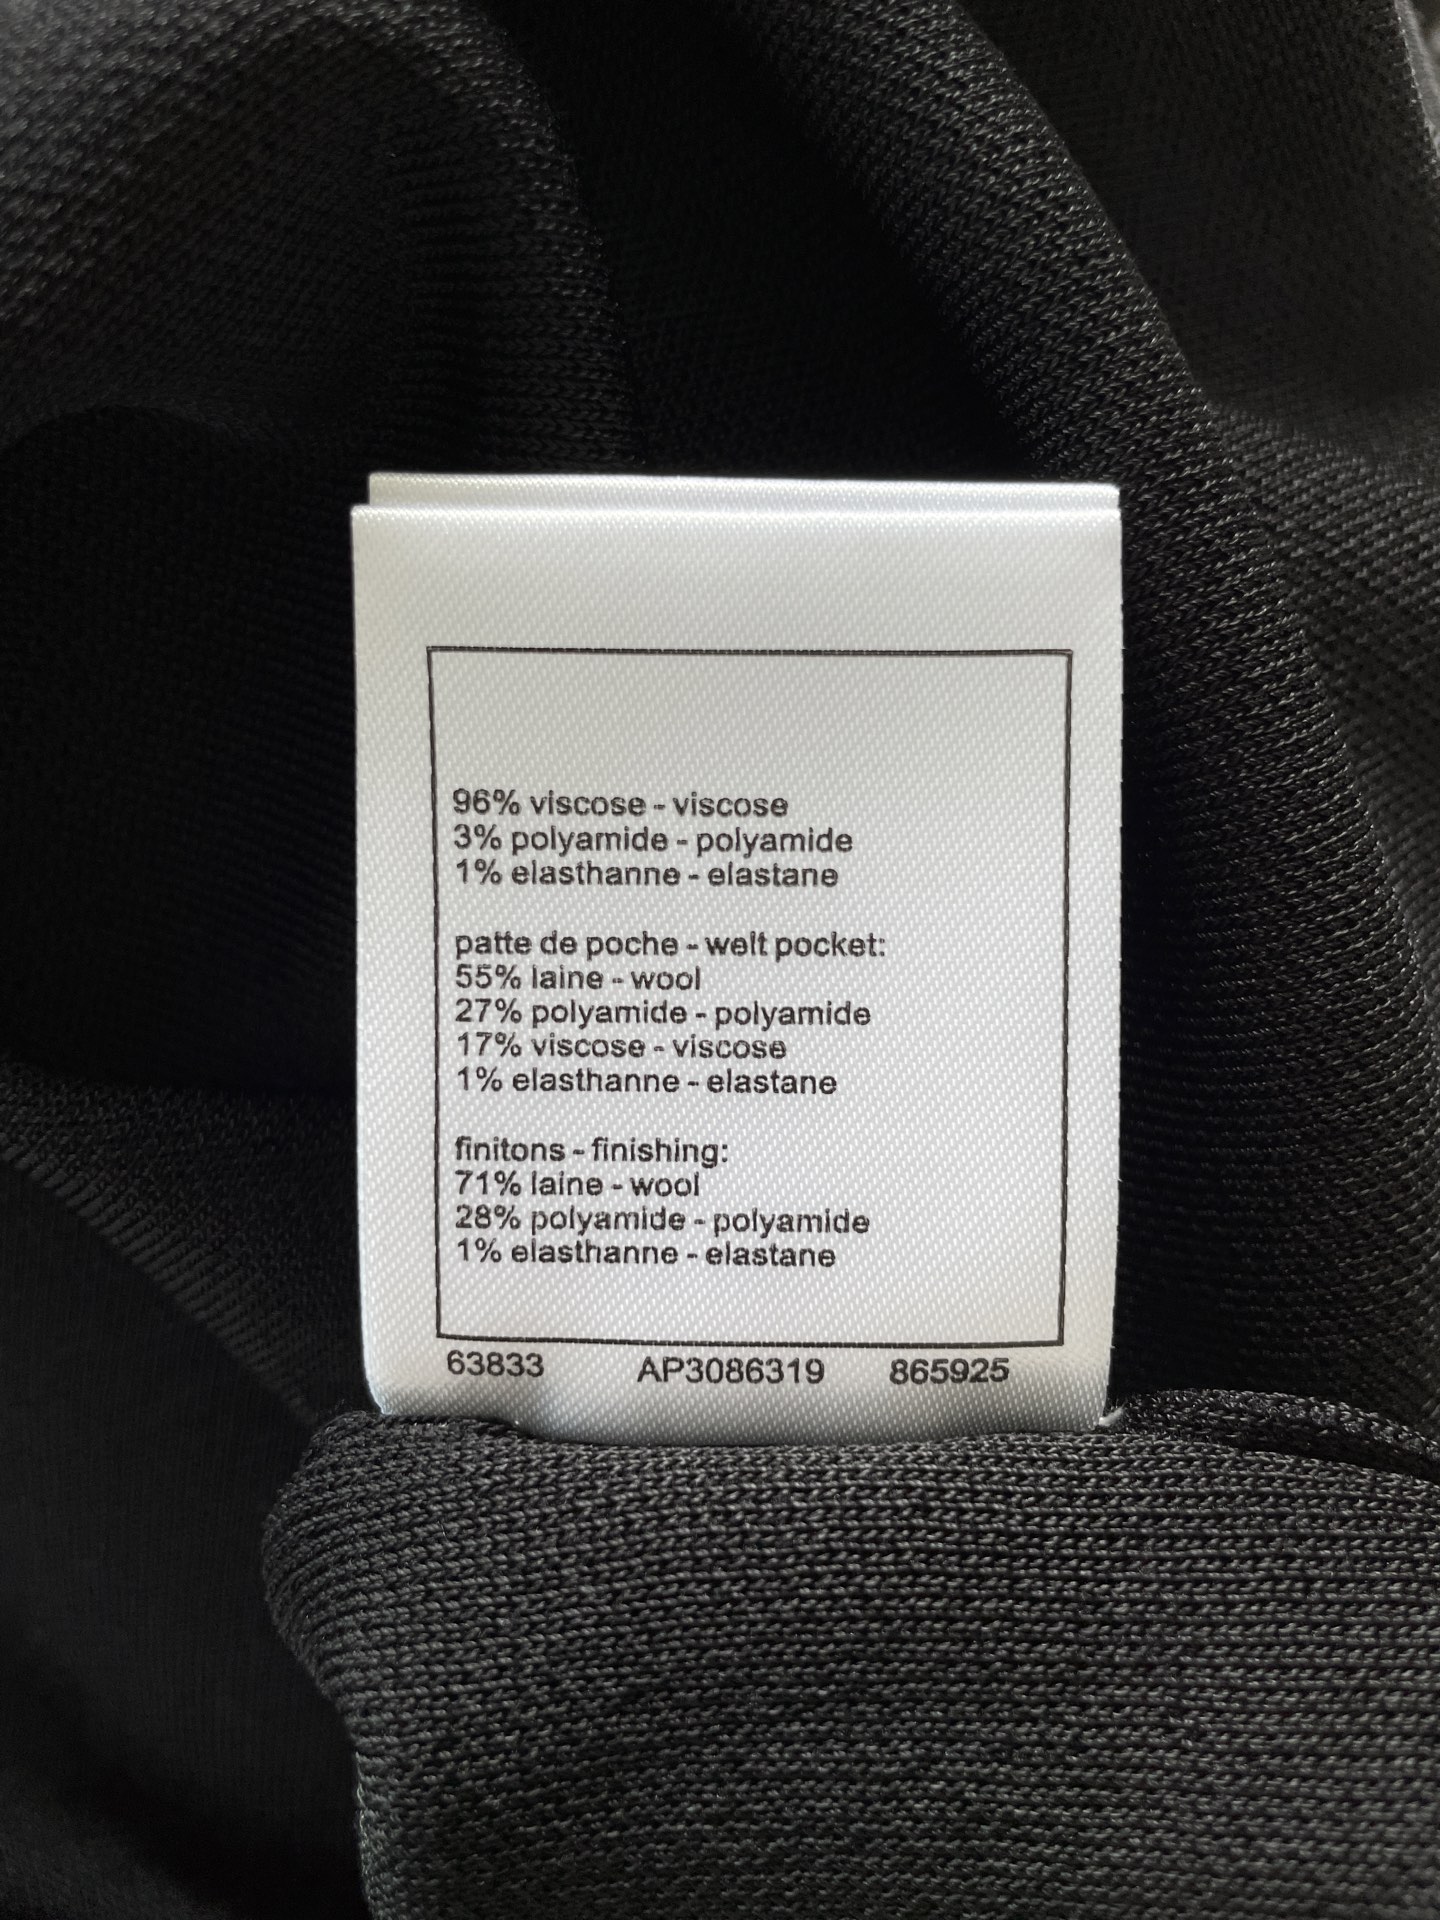 96% viscose - viscose
3% polyamide - polyamide
1% elasthanne - elastane
patte de poche - welt pocket:
55% laine - wool
27% polyamide - polyamide
17% viscose - viscose
1% elasthanne - elastane
finitons - finishing:
71% laine - wool
28% polyamide - polyamide
1% elasthanne - elastane
63833 AP3086319 865925